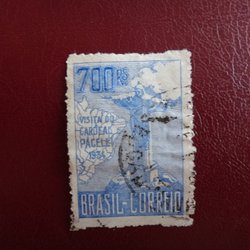 700 RS
VISITA DO
CARDEAL
PACELLI
1934
BRASIL-CORREIO